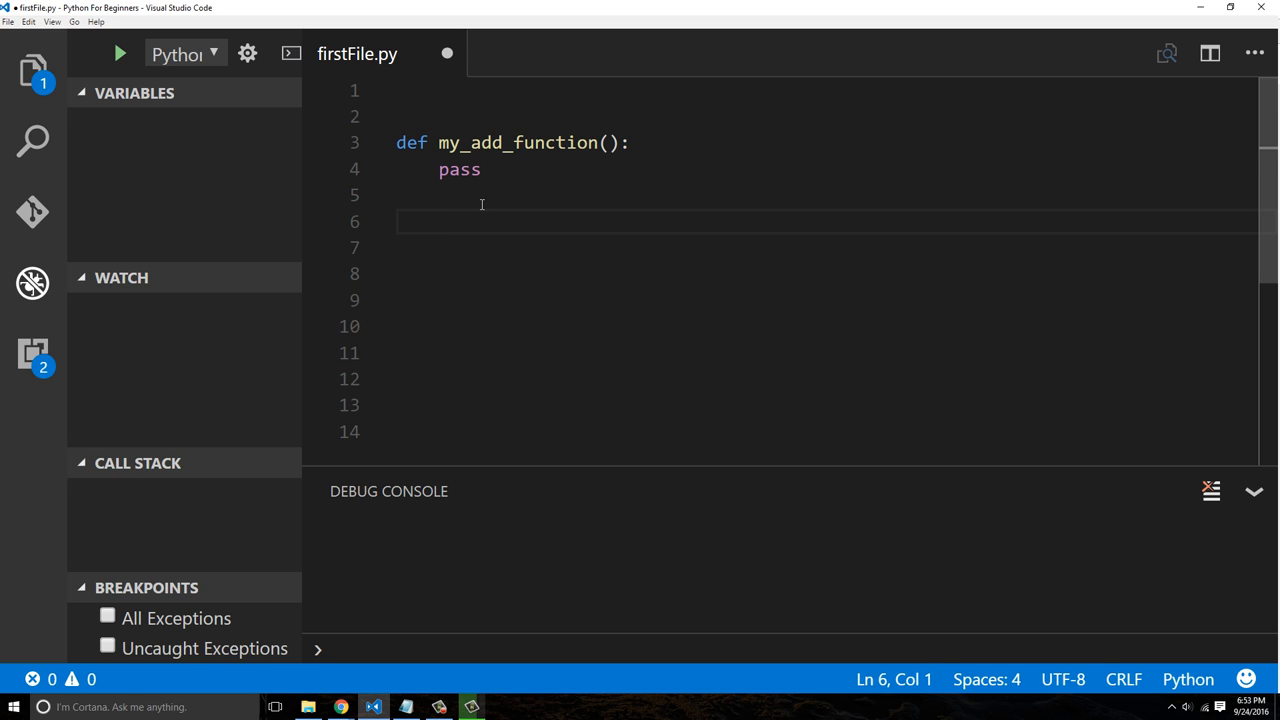 ● firstFile.py - Python For Beginners - Visual Studio Code
File Edit View Go Help
Python
firstFile.py
1
VARIABLES
1
2
3 def my_add_function():
4 pass
5
6
7
WATCH
8
9
10
11
2
12
13
14
CALL STACK
DEBUG CONSOLE
BREAKPOINTS
All Exceptions
Uncaught Exceptions
0 0 Ln 6, Col 1 Spaces: 4 UTF-8 CRLF Python
I'm Cortana. Ask me anything.
6:53 PM
9/24/2016